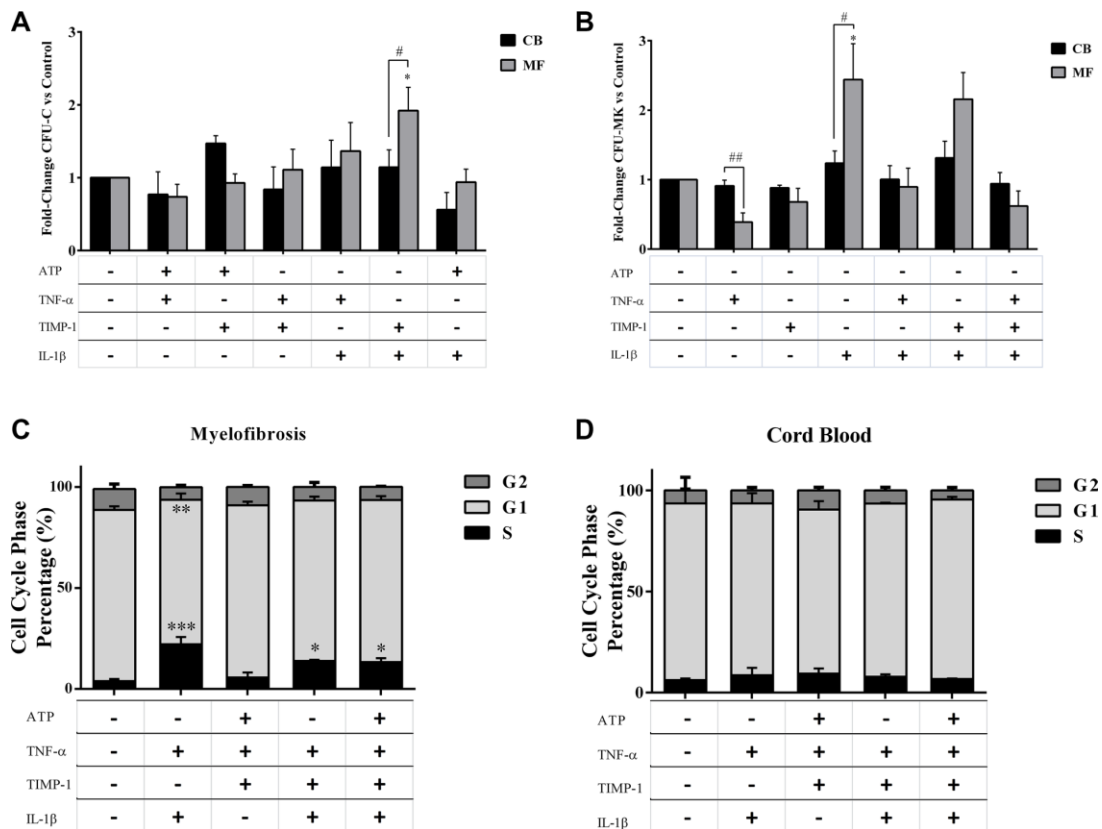 A
Fold-Change CFU-C vs Control
3
2
1
0
#
*
CB
MF
ATP - + + - - - +
TNF-α - + - + + - -
TIMP-1 - - + + - + -
IL-1β - - - - + + +
B
Fold-Change CFU-MK vs Control
3
2
1
0
##
#
*
CB
MF
ATP - - - - - - -
TNF-α - + - - + - +
TIMP-1 - - + - - + +
IL-1β - - - + + + +
C
Myelofibrosis
Cell Cycle Phase
Percentage (%)
100
50
0
**
***
*
*
G2
G1
S
ATP - - + - +
TNF-α - + + + +
TIMP-1 - - + + +
IL-1β - + - + +
D
Cord Blood
Cell Cycle Phase
Percentage (%)
100
50
0
G2
G1
S
ATP - - + - +
TNF-α - + + + +
TIMP-1 - - + + +
IL-1β - + - + +